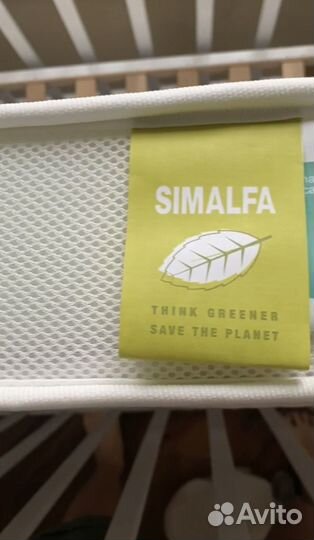 SIMALFA
THINK GREENER
SAVE THE PLANET
Avito